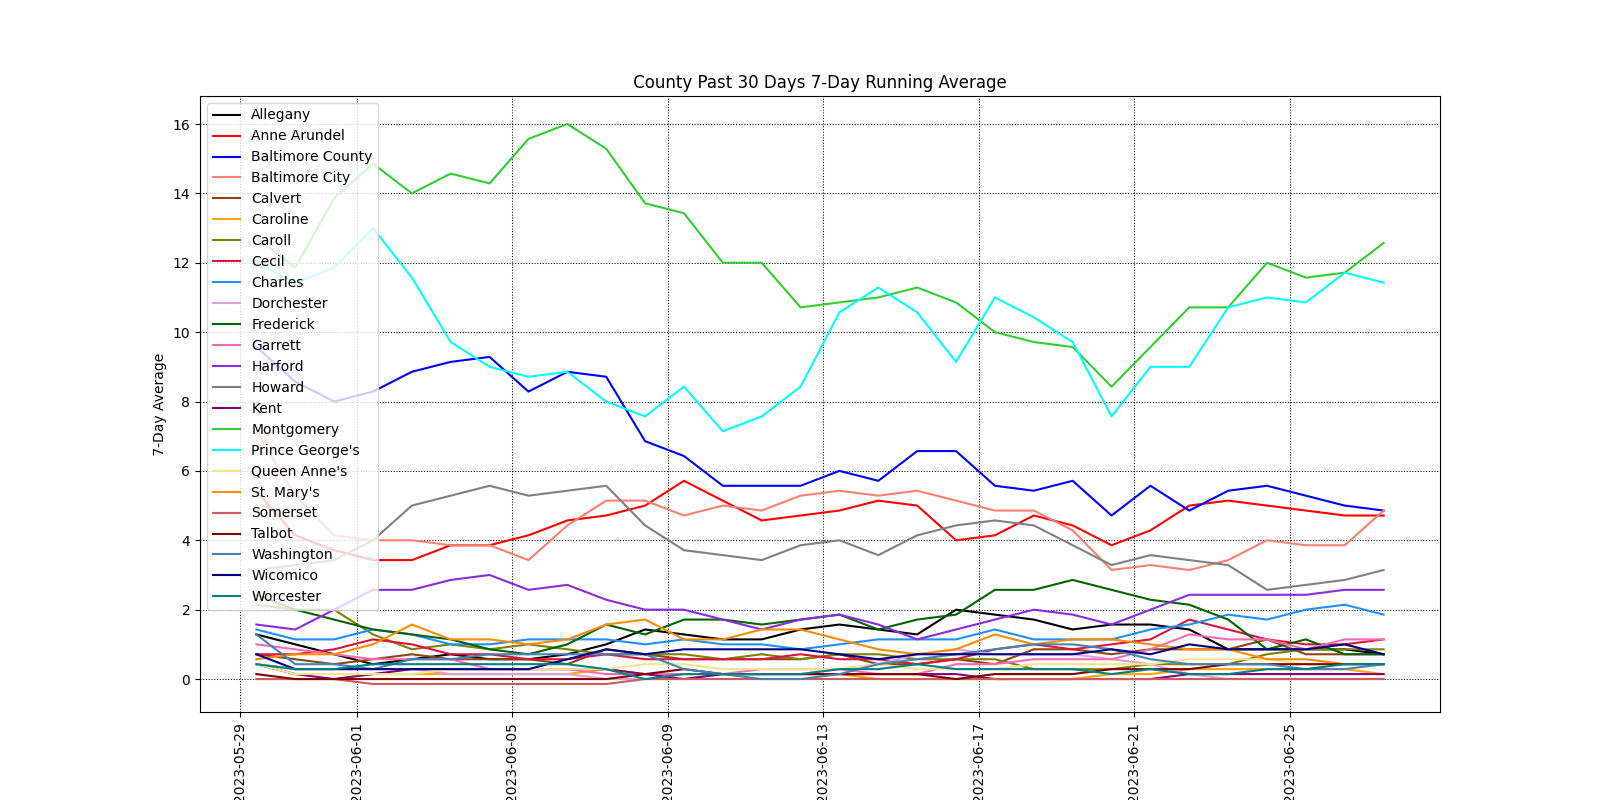 County Past 30 Days 7-Day Running Average
7-Day Average
16
14
12
10
8
6
4
2
0
Allegany
Anne Arundel
Baltimore County
Baltimore City
Calvert
Caroline
Caroll
Cecil
Charles
Dorchester
Frederick
Garrett
Harford
Howard
Kent
Montgomery
Prince George's
Queen Anne's
St. Mary's
Somerset
Talbot
Washington
Wicomico
Worcester
2023-05-29
2023-06-01
2023-06-05
2023-06-09
2023-06-13
2023-06-17
2023-06-21
2023-06-25